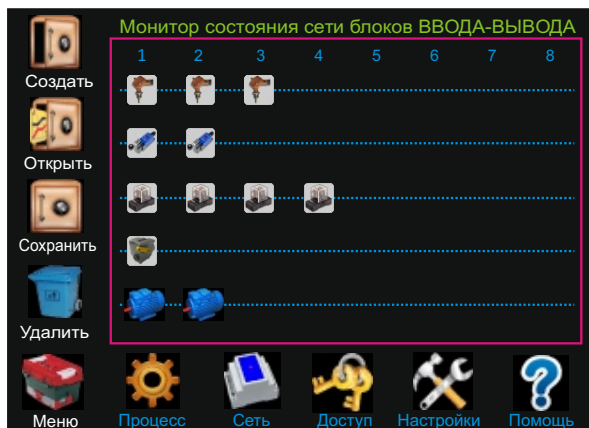 Монитор состояния сети блоков ВВОДА-ВЫВОДА
1 2 3 4 5 6 7 8
Создать
Открыть
Сохранить
Удалить
Меню Процесс Сеть Доступ Настройки Помощь